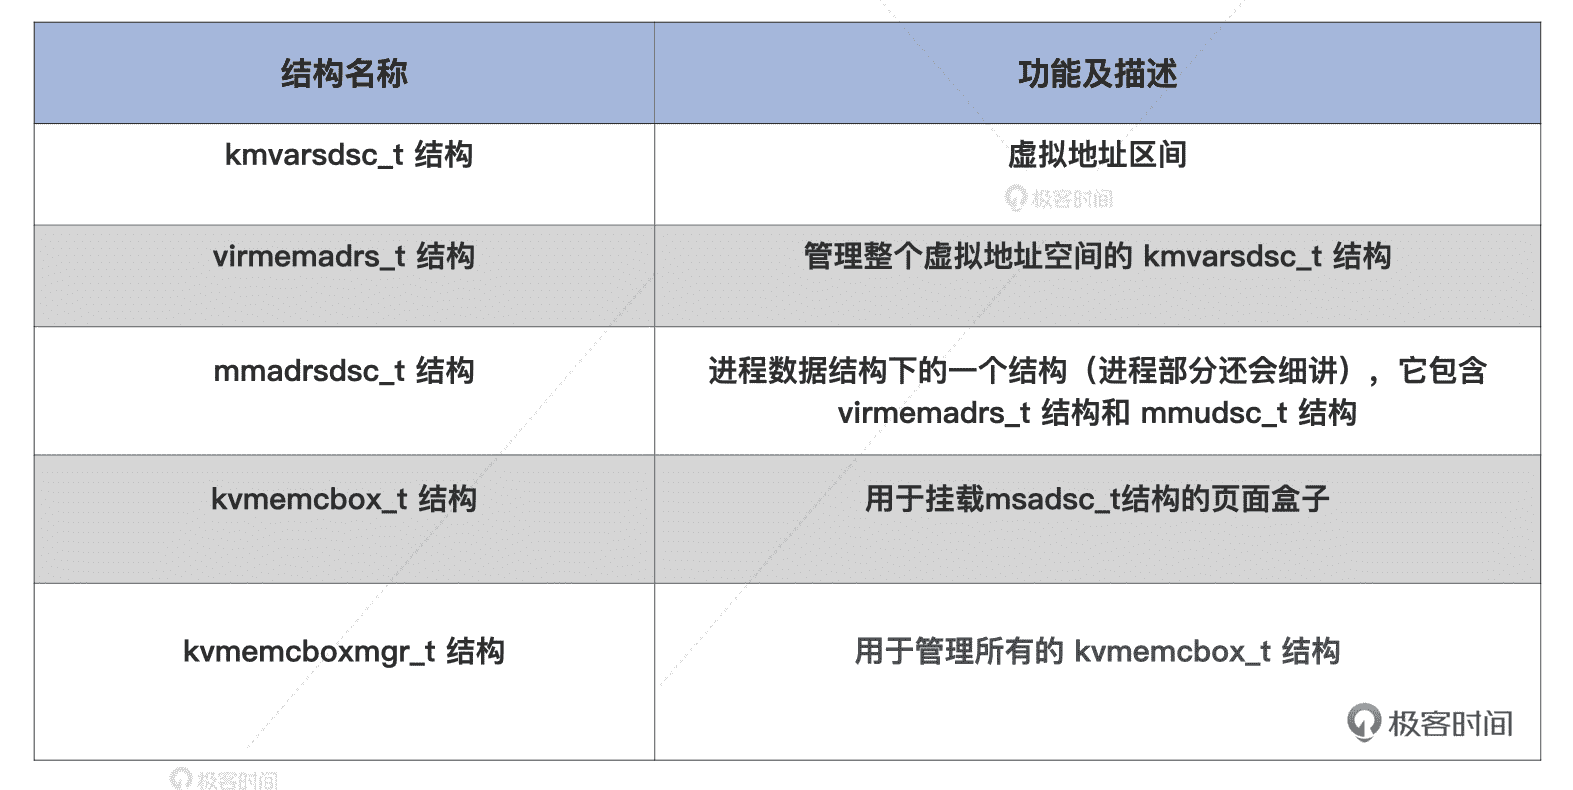 结构名称
功能及描述
kmvarsdsc_t 结构
虚拟地址区间
极客时间
virmemadrs_t 结构
管理整个虚拟地址空间的 kmvarsdsc_t 结构
mmadrsdsc_t 结构
进程数据结构下的一个结构（进程部分还会细讲），它包含
virmemadrs_t 结构和 mmudsc_t 结构
kvmemcbox_t 结构
用于挂载msadsc_t结构的页面盒子
kvmemcboxmgr_t 结构
用于管理所有的 kvmemcbox_t 结构
极客时间
极客时间